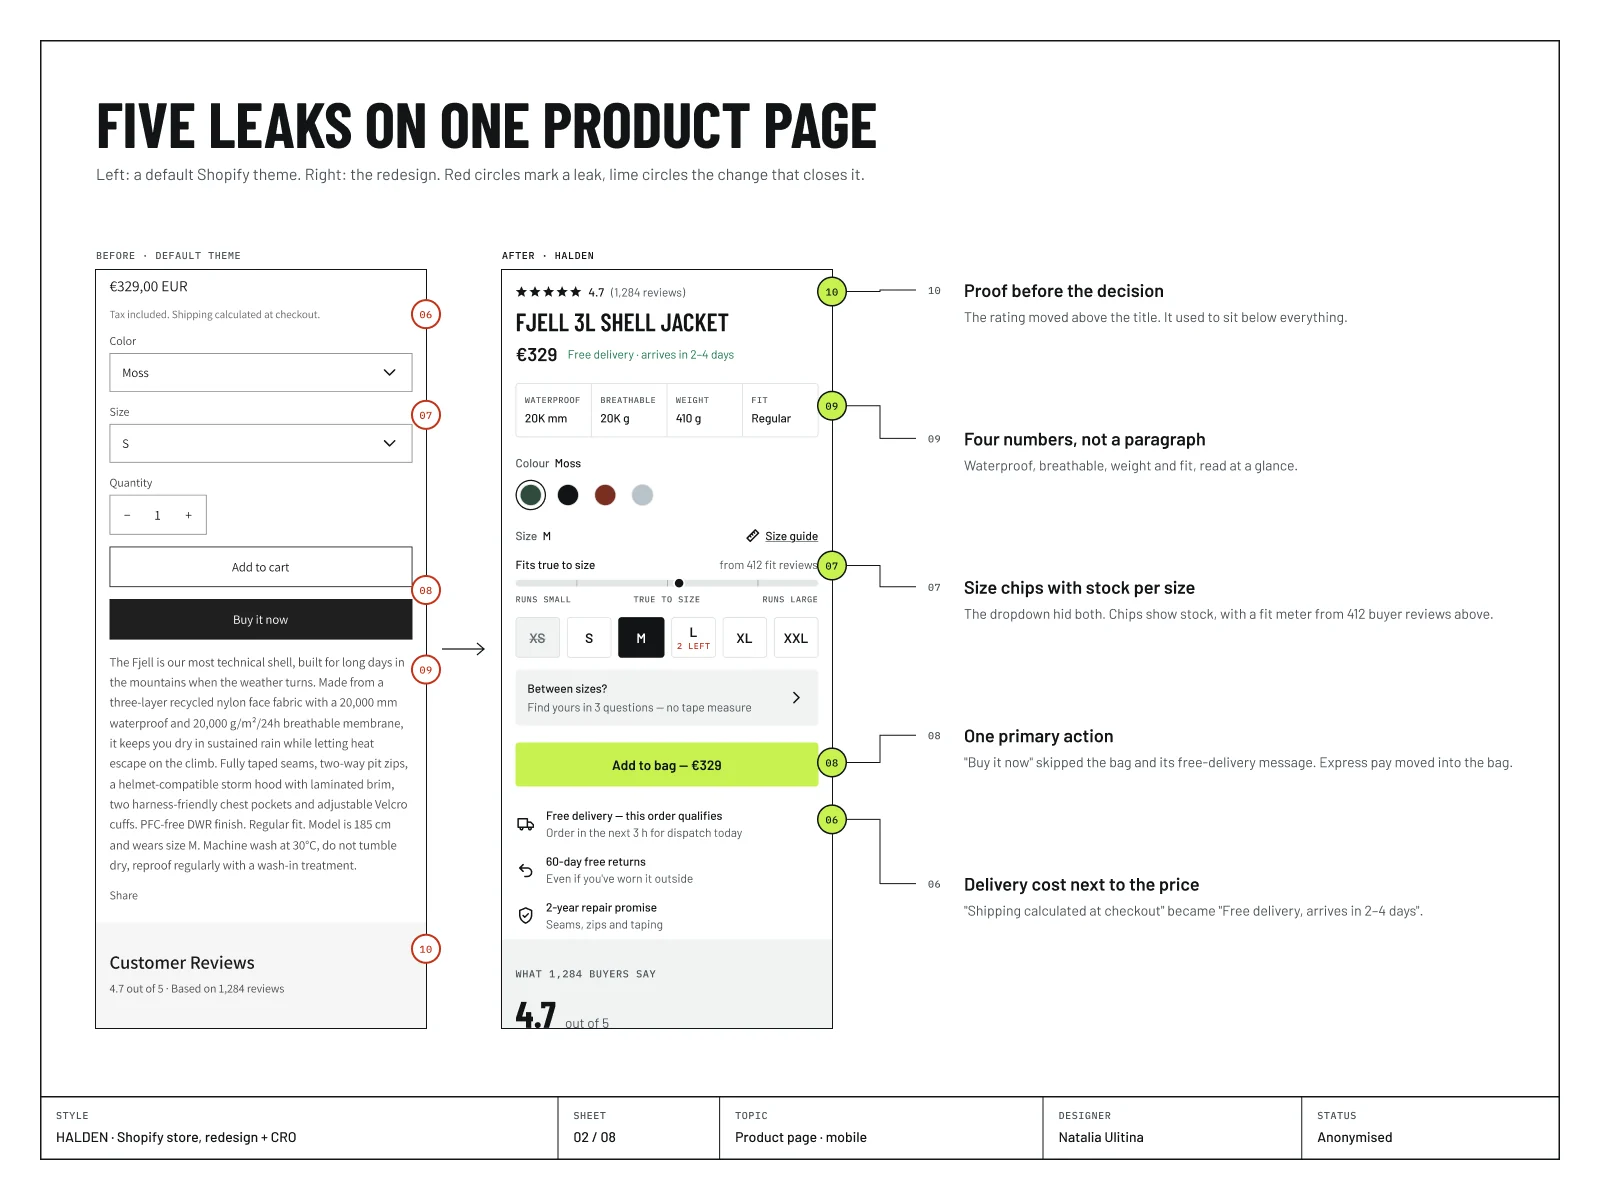 FIVE LEAKS ON ONE PRODUCT PAGE
Left: a default Shopify theme. Right: the redesign. Red circles mark a leak, lime circles the change that closes it.
BEFORE · DEFAULT THEME
€329,00 EUR
Tax included. Shipping calculated at checkout.
06
Color
Moss
Size
07
S
Quantity
− 1 +
Add to cart
08
Buy it now
The Fjell is our most technical shell, built for long days in
09
the mountains when the weather turns. Made from a
three-layer recycled nylon face fabric with a 20,000 mm
waterproof and 20,000 g/m²/24h breathable membrane,
it keeps you dry in sustained rain while letting heat
escape on the climb. Fully taped seams, two-way pit zips,
a helmet-compatible storm hood with laminated brim,
two harness-friendly chest pockets and adjustable Velcro
cuffs. PFC-free DWR finish. Regular fit. Model is 185 cm
and wears size M. Machine wash at 30°C, do not tumble
dry, reproof regularly with a wash-in treatment.
Share
10
Customer Reviews
4.7 out of 5 · Based on 1,284 reviews
AFTER · HALDEN
★★★★★ 4.7 (1,284 reviews)
10
FJELL 3L SHELL JACKET
€329 Free delivery · arrives in 2–4 days
WATERPROOF BREATHABLE WEIGHT FIT
20K mm 20K g 410 g Regular
09
Colour Moss
Size M Size guide
Fits true to size from 412 fit reviews
07
RUNS SMALL TRUE TO SIZE RUNS LARGE
XS S M L XL XXL
2 LEFT
Between sizes?
Find yours in 3 questions — no tape measure
Add to bag — €329
08
Free delivery — this order qualifies
06
Order in the next 3 h for dispatch today
60-day free returns
Even if you've worn it outside
2-year repair promise
Seams, zips and taping
WHAT 1,284 BUYERS SAY
4.7 out of 5
10 Proof before the decision
The rating moved above the title. It used to sit below everything.
09 Four numbers, not a paragraph
Waterproof, breathable, weight and fit, read at a glance.
07 Size chips with stock per size
The dropdown hid both. Chips show stock, with a fit meter from 412 buyer reviews above.
08 One primary action
"Buy it now" skipped the bag and its free-delivery message. Express pay moved into the bag.
06 Delivery cost next to the price
"Shipping calculated at checkout" became "Free delivery, arrives in 2–4 days".
STYLE
HALDEN · Shopify store, redesign + CRO
SHEET
02 / 08
TOPIC
Product page · mobile
DESIGNER
Natalia Ulitina
STATUS
Anonymised